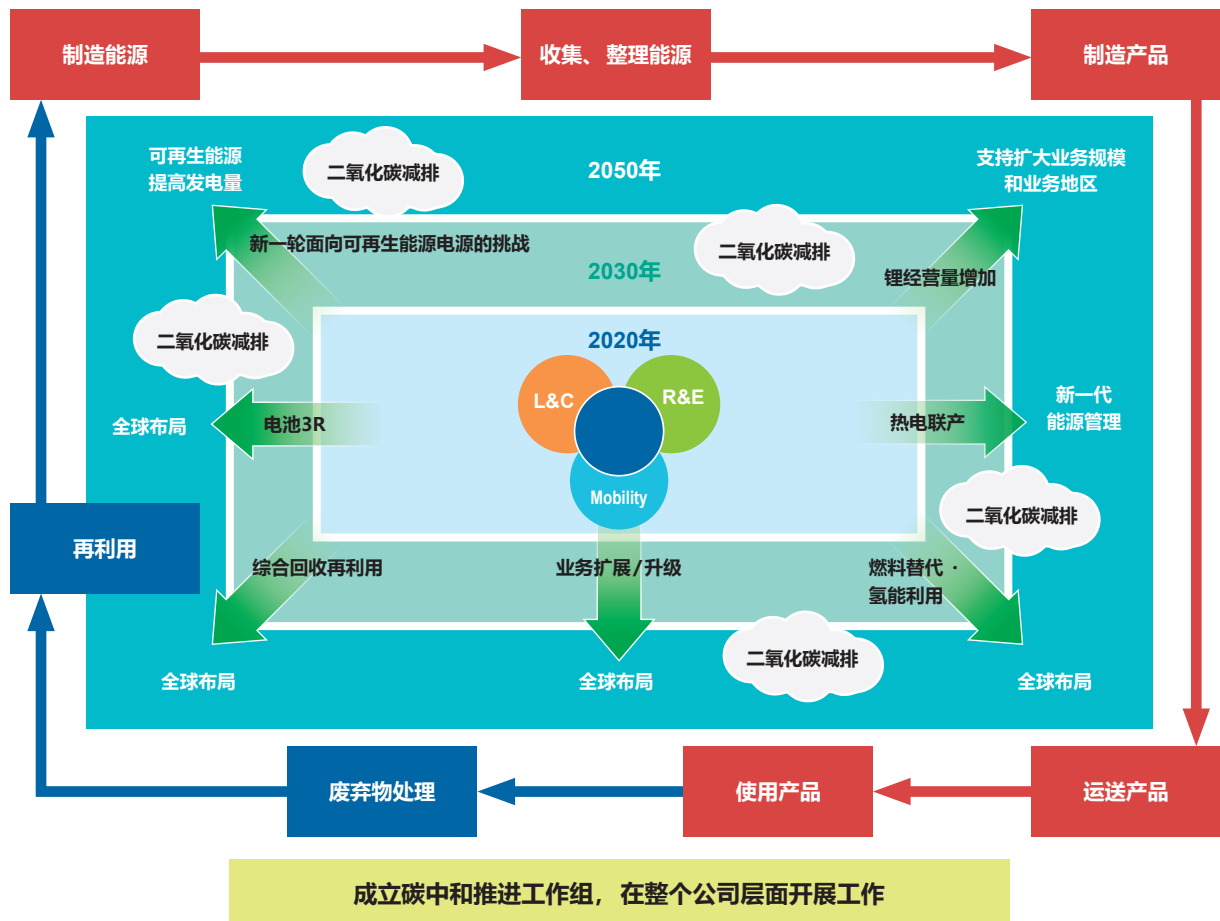 制造能源
收集、整理能源
制造产品
可再生能源
提高发电量
二氧化碳减排
2050年
支持扩大业务规模
和业务地区
新一轮面向可再生能源电源的挑战
二氧化碳减排
2030年
锂经营量增加
二氧化碳减排
2020年
L&C
R&E
新一代
能源管理
全球布局
电池3R
热电联产
Mobility
二氧化碳减排
再利用
综合回收再利用
业务扩展/升级
燃料替代·
氢能利用
二氧化碳减排
全球布局
全球布局
全球布局
废弃物处理
使用产品
运送产品
成立碳中和推进工作组，在整个公司层面开展工作